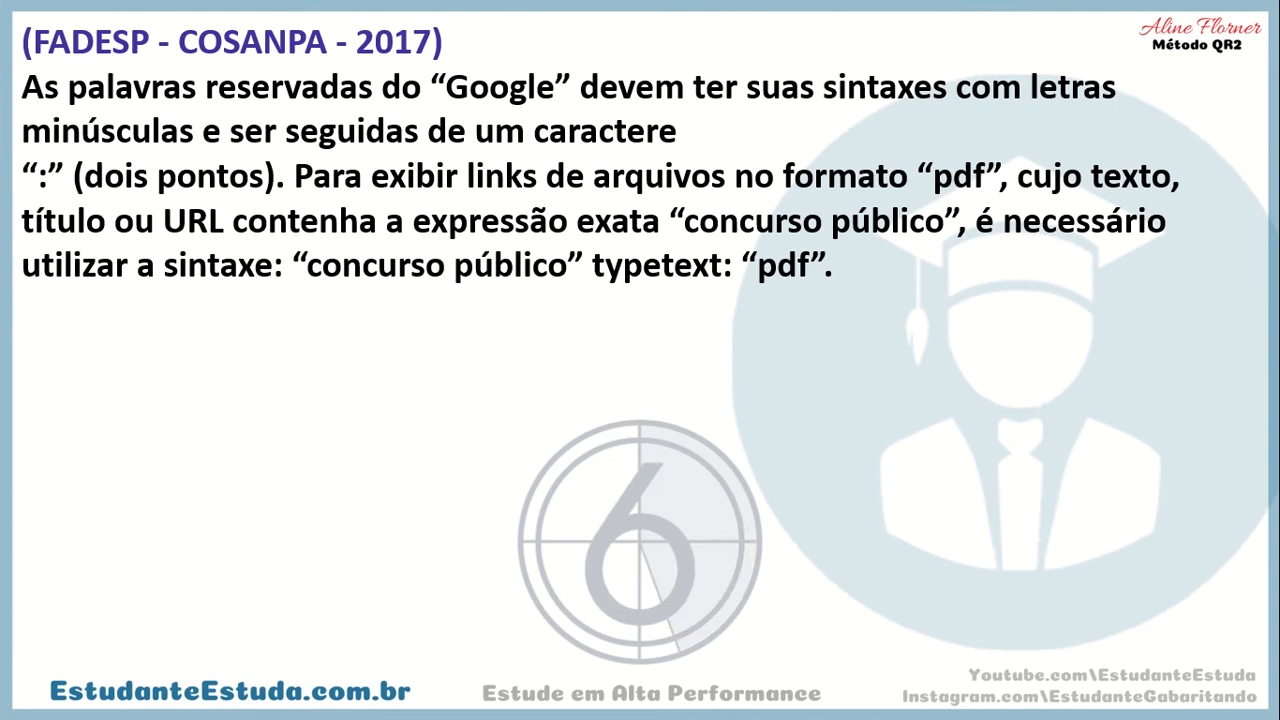 (FADESP - COSANPA - 2017)
Aline Florner
Método QR2
As palavras reservadas do “Google” devem ter suas sintaxes com letras
minúsculas e ser seguidas de um caractere
“:” (dois pontos). Para exibir links de arquivos no formato “pdf”, cujo texto,
título ou URL contenha a expressão exata “concurso público”, é necessário
utilizar a sintaxe: “concurso público” typetext: “pdf”.
6
EstudanteEstuda.com.br
Estude em Alta Performance
Youtube.com\EstudanteEstuda
Instagram.com\EstudanteGabaritando